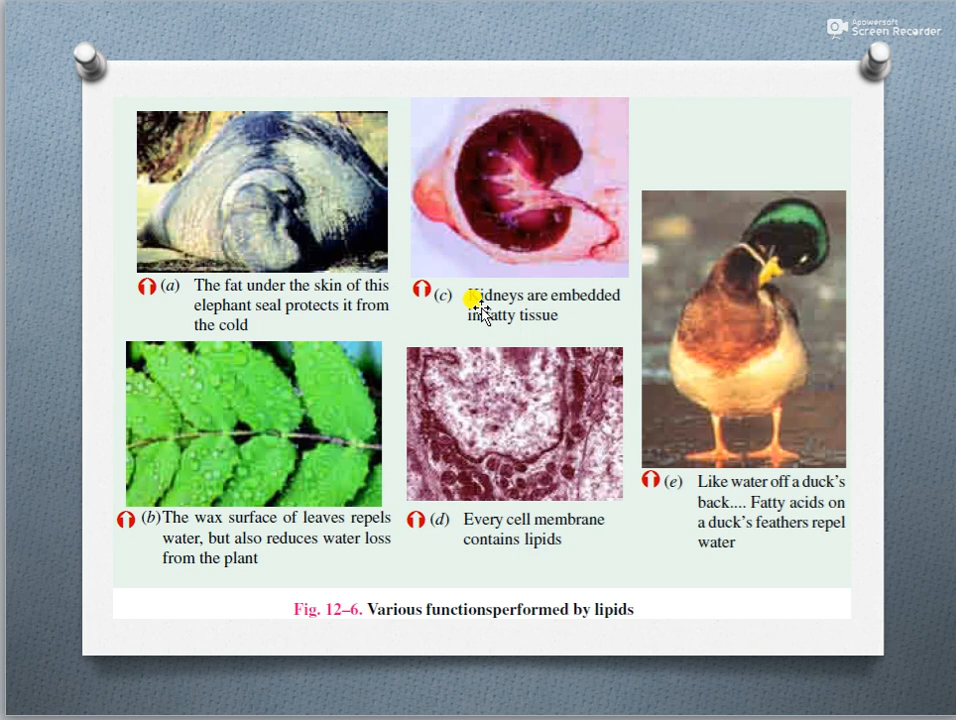 Apowersoft
Screen Recorder
(a) The fat under the skin of this
elephant seal protects it from
the cold
(c) Kidneys are embedded
in fatty tissue
(b) The wax surface of leaves repels
water, but also reduces water loss
from the plant
(d) Every cell membrane
contains lipids
(e) Like water off a duck's
back.... Fatty acids on
a duck's feathers repel
water
Fig. 12–6. Various functionsperformed by lipids